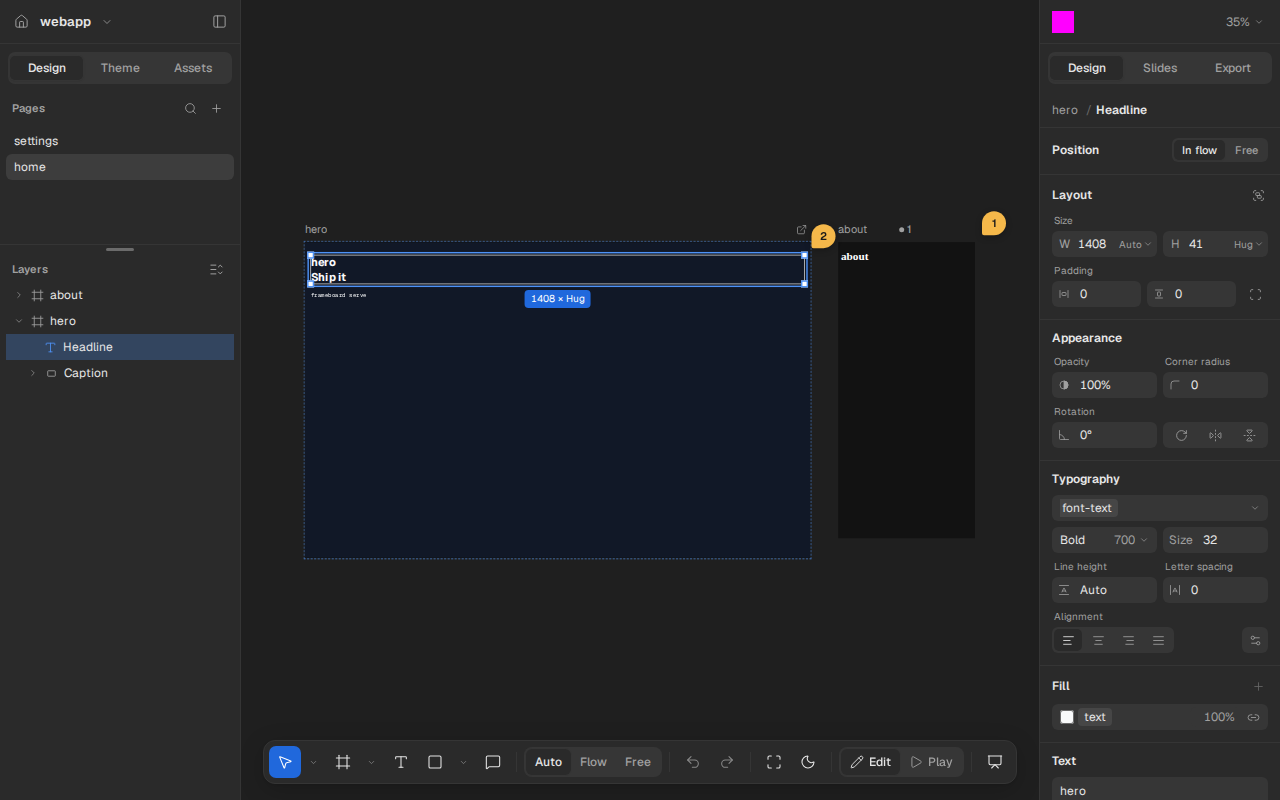 webapp
Design
Theme
Assets
Pages
settings
home
Layers
about
hero
Headline
Caption
hero
2
about
1
1
hero
Ship it
frameboard serve
1408 × Hug
about
Auto
Flow
Free
Edit
Play
35%
Design
Slides
Export
hero / Headline
Position
In flow
Free
Layout
Size
W 1408 Auto
H 41 Hug
Padding
0
0
Appearance
Opacity
Corner radius
100%
0
Rotation
0°
Typography
font-text
Bold 700
Size 32
Line height
Letter spacing
Auto
0
Alignment
Fill
text 100%
Text
hero